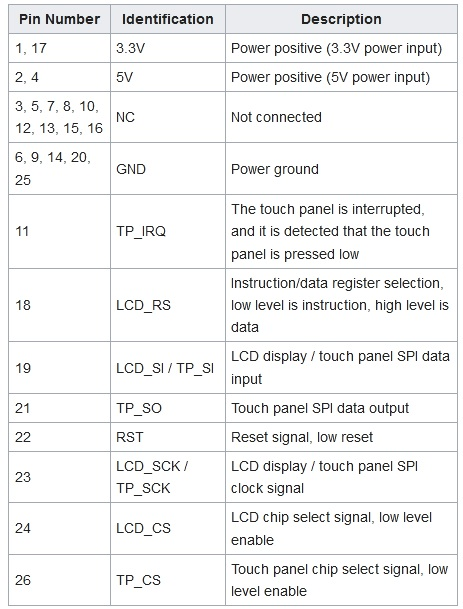 Pin Number Identification Description
1, 17 3.3V Power positive (3.3V power input)
2, 4 5V Power positive (5V power input)
3, 5, 7, 8, 10,
12, 13, 15, 16 NC Not connected
6, 9, 14, 20,
25 GND Power ground
11 TP_IRQ The touch panel is interrupted,
and it is detected that the touch
panel is pressed low
18 LCD_RS Instruction/data register selection,
low level is instruction, high level is
data
19 LCD_SI / TP_SI LCD display / touch panel SPI data
input
21 TP_SO Touch panel SPI data output
22 RST Reset signal, low reset
23 LCD_SCK /
TP_SCK LCD display / touch panel SPI
clock signal
24 LCD_CS LCD chip select signal, low level
enable
26 TP_CS Touch panel chip select signal, low
level enable